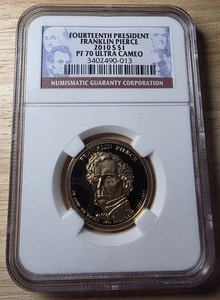 FOURTEENTH PRESIDENT
FRANKLIN PIERCE
2010 S $1
PF 70 ULTRA CAMEO
3402490-013
NUMISMATIC GUARANTY CORPORATION
FRANKLIN PIERCE